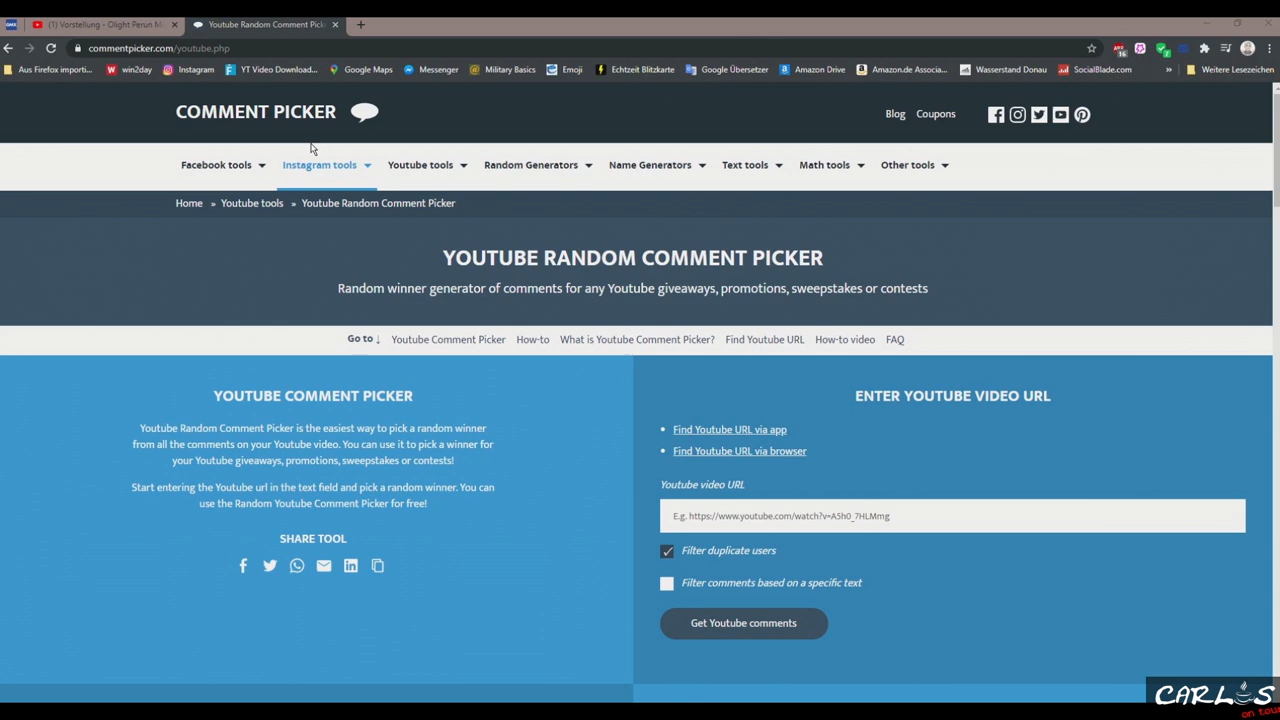 GMX (1) Vorstellung - Olight Perun M Youtube Random Comment Pick
commentpicker.com/youtube.php
Aus Firefox importi... win2day Instagram YT Video Download... Google Maps Messenger Military Basics Emoji Echtzeit Blitzkarte Google Übersetzer Amazon Drive Amazon.de Associa... Wasserstand Donau SocialBlade.com » Weitere Lesezeichen
COMMENT PICKER
Blog Coupons
Facebook tools Instagram tools Youtube tools Random Generators Name Generators Text tools Math tools Other tools
Home » Youtube tools » Youtube Random Comment Picker
YOUTUBE RANDOM COMMENT PICKER
Random winner generator of comments for any Youtube giveaways, promotions, sweepstakes or contests
Go to ↓ Youtube Comment Picker How-to What is Youtube Comment Picker? Find Youtube URL How-to video FAQ
YOUTUBE COMMENT PICKER
Youtube Random Comment Picker is the easiest way to pick a random winner
from all the comments on your Youtube video. You can use it to pick a winner for
your Youtube giveaways, promotions, sweepstakes or contests!
Start entering the Youtube url in the text field and pick a random winner. You can
use the Random Youtube Comment Picker for free!
SHARE TOOL
ENTER YOUTUBE VIDEO URL
• Find Youtube URL via app
• Find Youtube URL via browser
Youtube video URL
E.g. https://www.youtube.com/watch?v=A5h0_7HLMmg
Filter duplicate users
Filter comments based on a specific text
Get Youtube comments
CARLOS
on tour